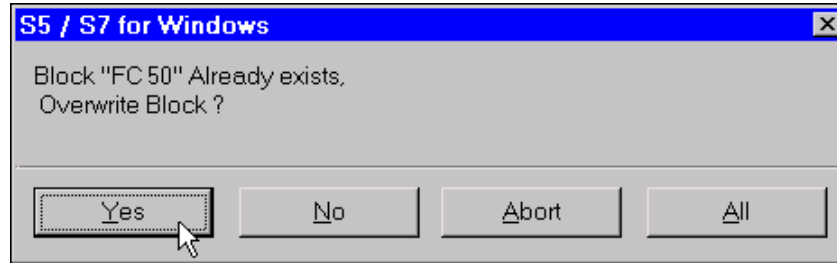 S5 / S7 for Windows
Block "FC 50" Already exists,
Overwrite Block ?
Yes No Abort All